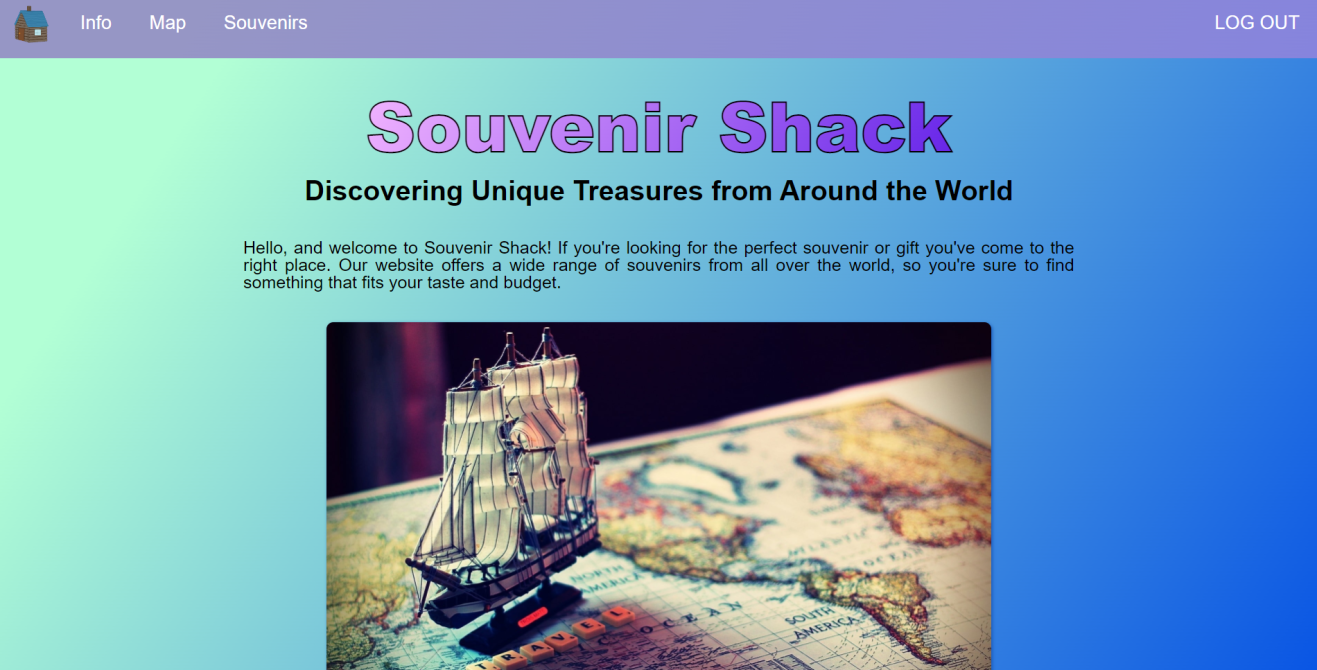 Info Map Souvenirs LOG OUT
Souvenir Shack
Discovering Unique Treasures from Around the World
Hello, and welcome to Souvenir Shack! If you're looking for the perfect souvenir or gift you've come to the
right place. Our website offers a wide range of souvenirs from all over the world, so you're sure to find
something that fits your taste and budget.
ATLANTIC
OCEAN
NORTH
AMERICA
SOUTH
AMERICA
OCEAN
TRAVEL